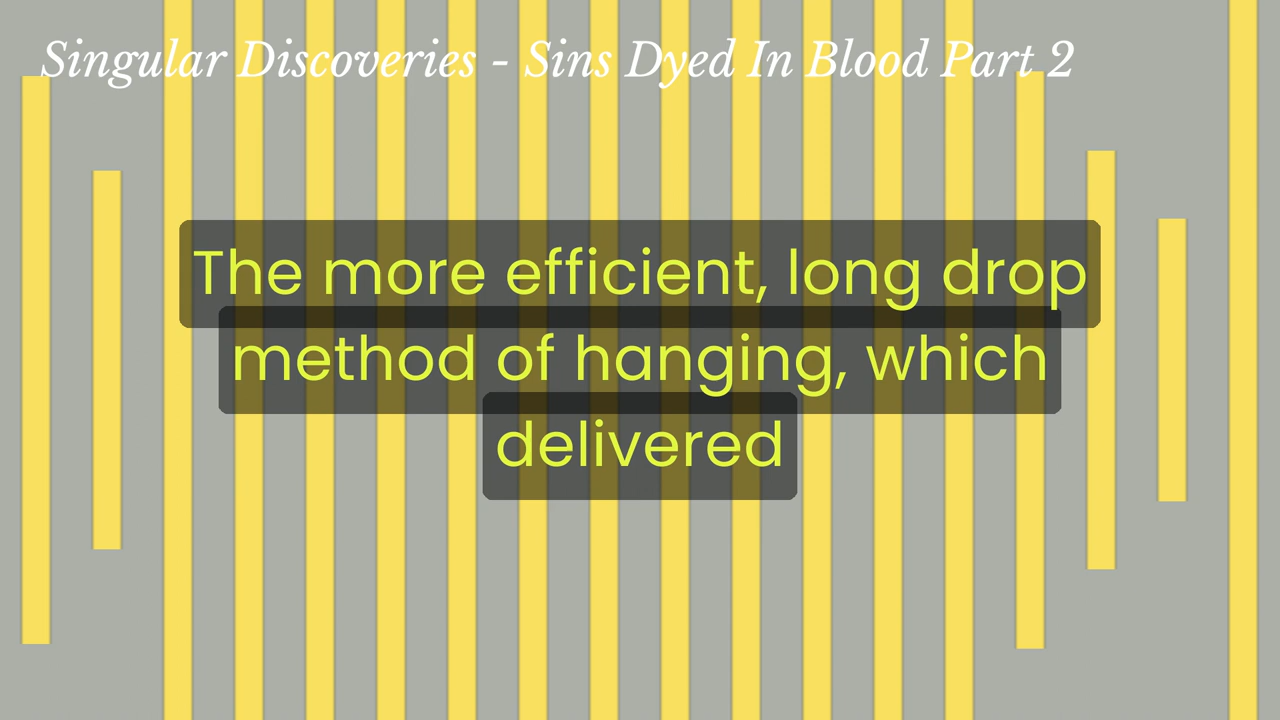 Singular Discoveries - Sins Dyed In Blood Part 2
The more efficient, long drop
method of hanging, which
delivered